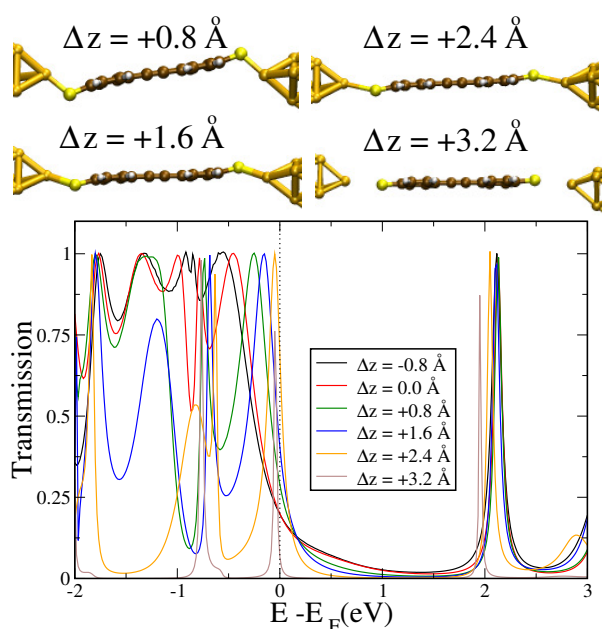 Δz = +0.8 Å
Δz = +2.4 Å
Δz = +1.6 Å
Δz = +3.2 Å
1
0.75
0.5
0.25
0
Transmission
Δz = -0.8 Å
Δz = 0.0 Å
Δz = +0.8 Å
Δz = +1.6 Å
Δz = +2.4 Å
Δz = +3.2 Å
-2 -1 0 1 2 3
E -E_F(eV)